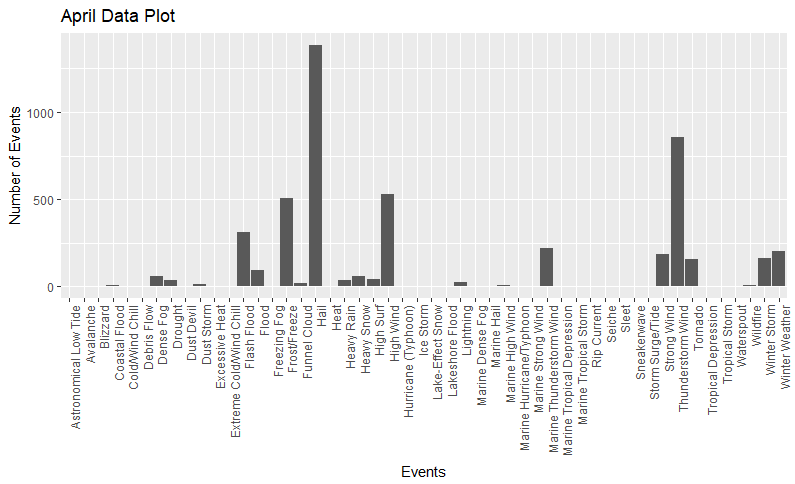 April Data Plot
Number of Events
1000
500
0
Astronomical Low Tide
Avalanche
Blizzard
Coastal Flood
Cold/Wind Chill
Debris Flow
Dense Fog
Drought
Dust Devil
Dust Storm
Excessive Heat
Extreme Cold/Wind Chill
Flash Flood
Flood
Freezing Fog
Frost/Freeze
Funnel Cloud
Hail
Heat
Heavy Rain
Heavy Snow
High Surf
High Wind
Hurricane (Typhoon)
Ice Storm
Lake-Effect Snow
Lakeshore Flood
Lightning
Marine Dense Fog
Marine Hail
Marine High Wind
Marine Hurricane/Typhoon
Marine Strong Wind
Marine Thunderstorm Wind
Marine Tropical Depression
Marine Tropical Storm
Rip Current
Seiche
Sleet
Sneakerwave
Storm Surge/Tide
Strong Wind
Thunderstorm Wind
Tornado
Tropical Depression
Tropical Storm
Waterspout
Wildfire
Winter Storm
Winter Weather
Events